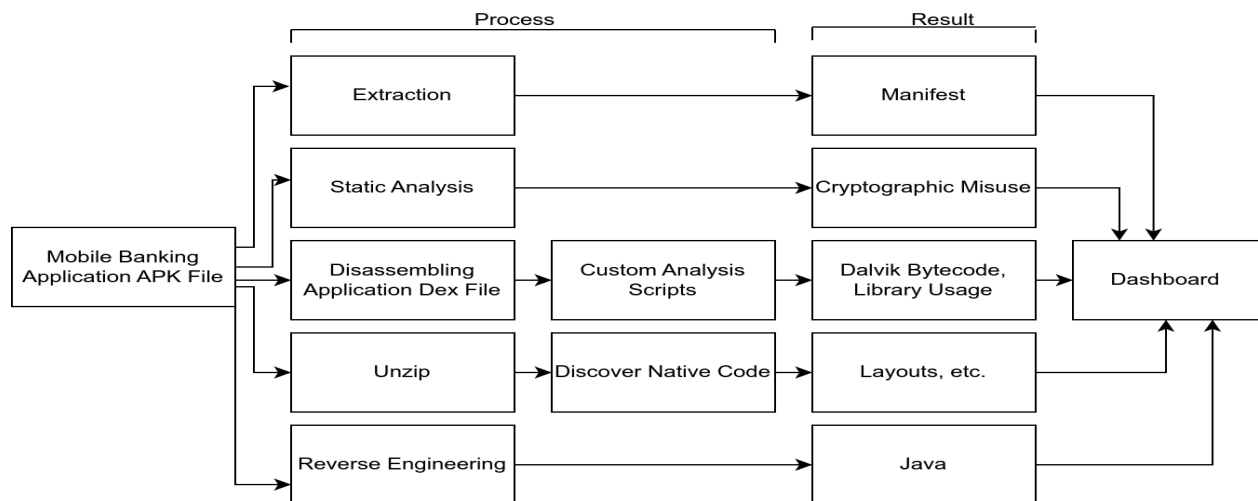 Process
Result
Extraction
Manifest
Static Analysis
Cryptographic Misuse
Mobile Banking
Application APK File
Disassembling
Application Dex File
Custom Analysis
Scripts
Dalvik Bytecode,
Library Usage
Dashboard
Unzip
Discover Native Code
Layouts, etc.
Reverse Engineering
Java